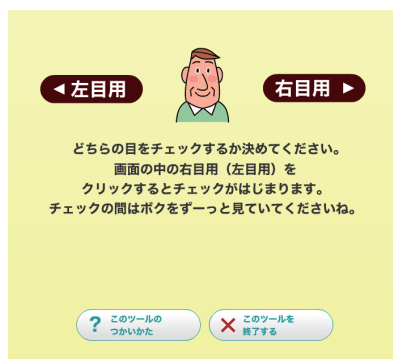 ◀ 左目用
右目用 ▶
どちらの目をチェックするか決めてください。
画面の中の右目用（左目用）を
クリックするとチェックがはじまります。
チェックの間はボクをずーっと見ていてくださいね。
? このツールの
つかいかた
このツールを
終了する